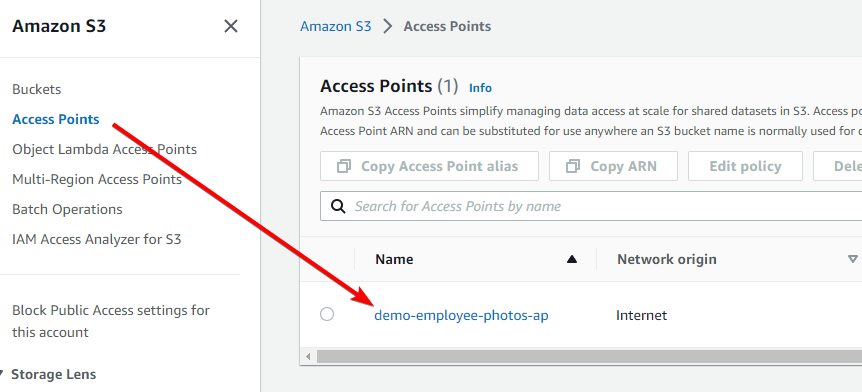 Amazon S3
Buckets
Access Points
Object Lambda Access Points
Multi-Region Access Points
Batch Operations
IAM Access Analyzer for S3
Block Public Access settings for
this account
Storage Lens
Amazon S3 > Access Points
Access Points (1) Info
Amazon S3 Access Points simplify managing data access at scale for shared datasets in S3. Access po
Access Point ARN and can be substituted for use anywhere an S3 bucket name is normally used for o
Copy Access Point alias Copy ARN Edit policy Dele
Search for Access Points by name
Name Network origin
demo-employee-photos-ap Internet